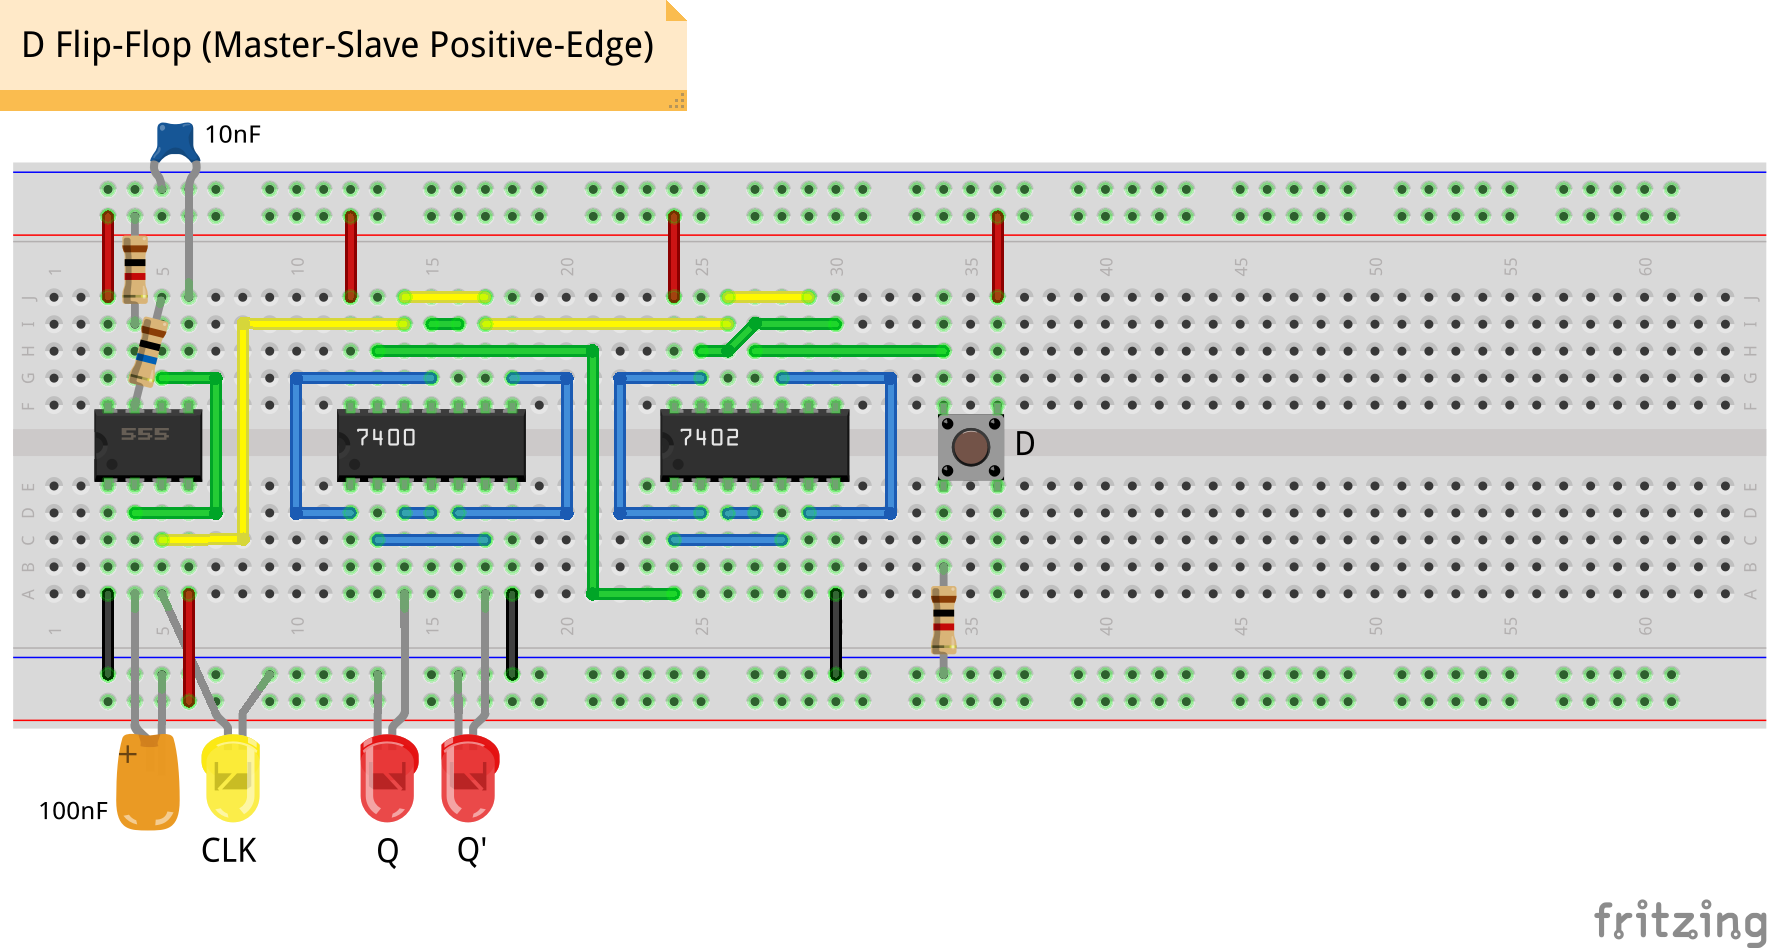 D Flip-Flop (Master-Slave Positive-Edge)
10nF
1 5 10 15 20 25 30 35 40 45 50 55 60
J J
I I
H H
G G
F F
555 7400 7402 D
E E
D D
C C
B B
A A
1 5 10 15 20 25 30 35 40 45 50 55 60
+
100nF
CLK Q Q'
fritzing